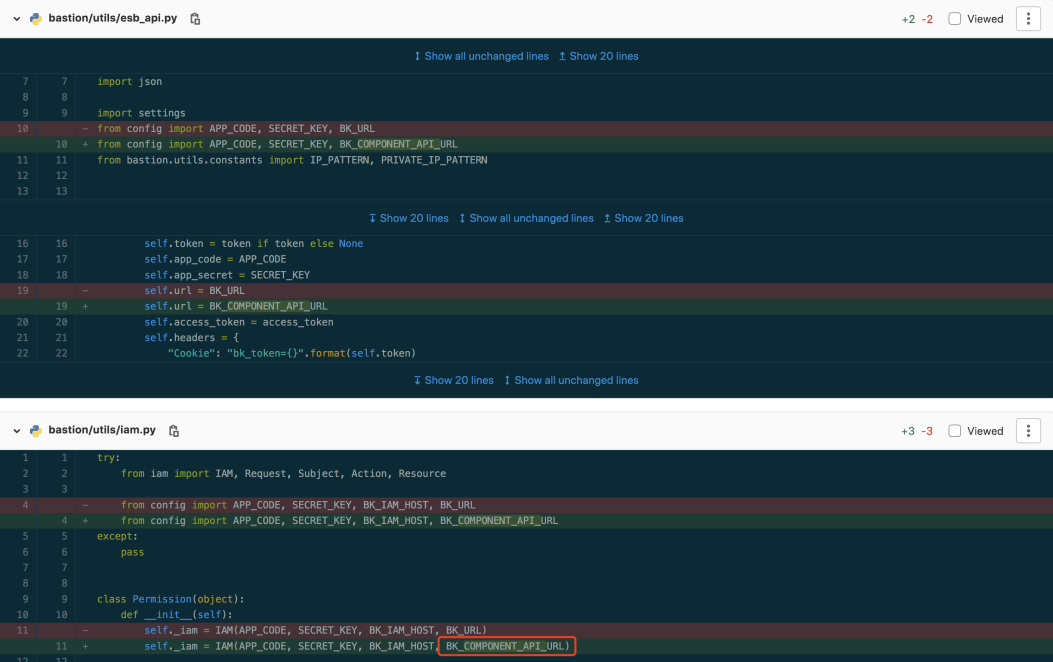 bastion/utils/esb_api.py +2 -2 Viewed
Show all unchanged lines Show 20 lines
7 7 import json
8 8
9 9 import settings
10 - from config import APP_CODE, SECRET_KEY, BK_URL
10 + from config import APP_CODE, SECRET_KEY, BK_COMPONENT_API_URL
11 11 from bastion.utils.constants import IP_PATTERN, PRIVATE_IP_PATTERN
12 12
13 13
Show 20 lines Show all unchanged lines Show 20 lines
16 16 self.token = token if token else None
17 17 self.app_code = APP_CODE
18 18 self.app_secret = SECRET_KEY
19 - self.url = BK_URL
19 + self.url = BK_COMPONENT_API_URL
20 20 self.access_token = access_token
21 21 self.headers = {
22 22 "Cookie": "bk_token={}".format(self.token)
Show 20 lines Show all unchanged lines
bastion/utils/iam.py +3 -3 Viewed
1 1 try:
2 2 from iam import IAM, Request, Subject, Action, Resource
3 3
4 - from config import APP_CODE, SECRET_KEY, BK_IAM_HOST, BK_URL
4 + from config import APP_CODE, SECRET_KEY, BK_IAM_HOST, BK_COMPONENT_API_URL
5 5 except:
6 6 pass
7 7
8 8
9 9 class Permission(object):
10 10 def __init__(self):
11 - self._iam = IAM(APP_CODE, SECRET_KEY, BK_IAM_HOST, BK_URL)
11 + self._iam = IAM(APP_CODE, SECRET_KEY, BK_IAM_HOST, BK_COMPONENT_API_URL)
12 12